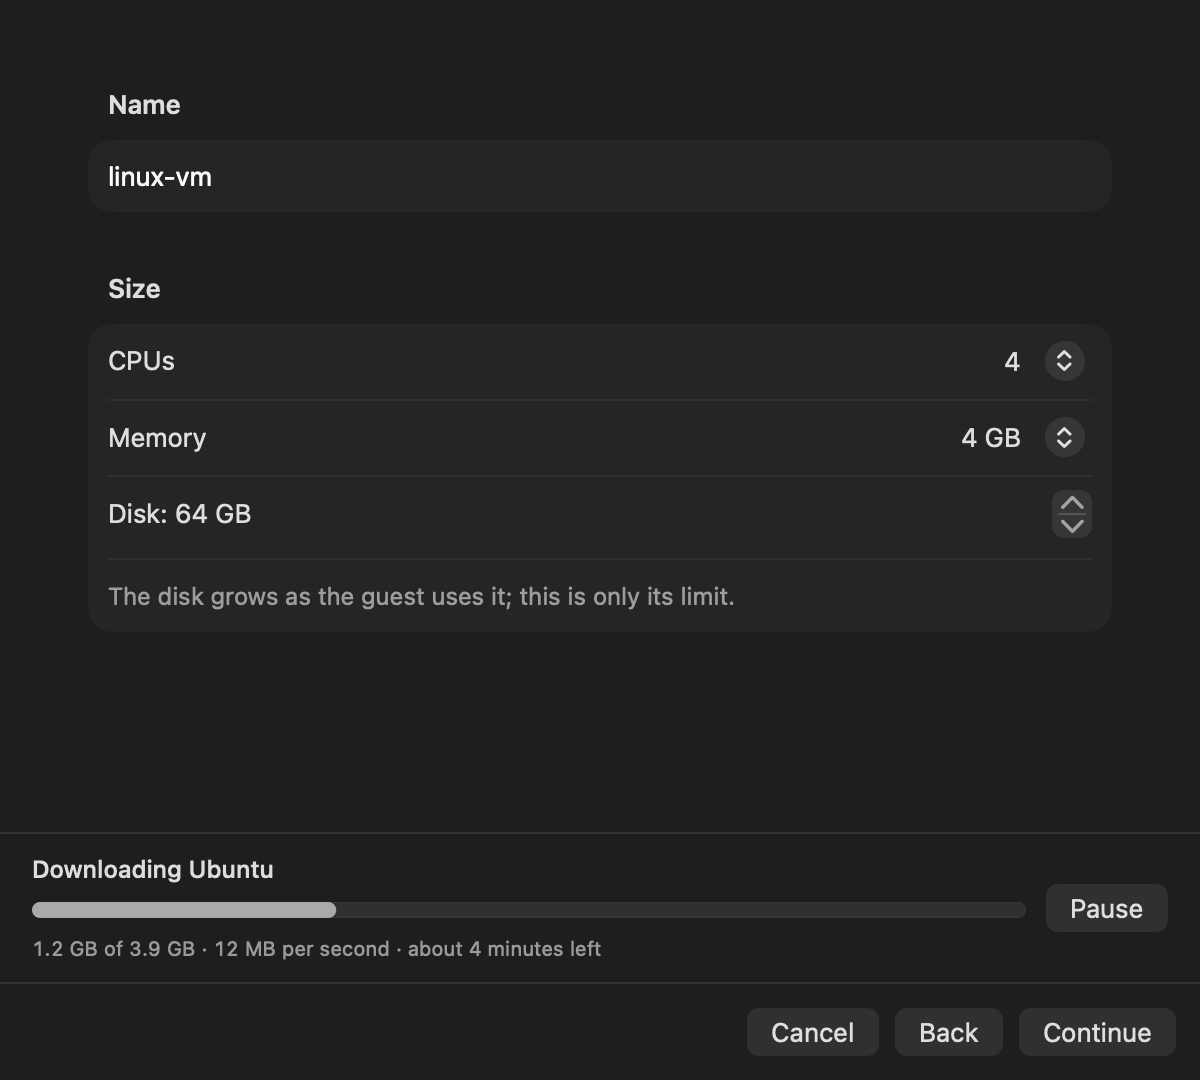 Name
linux-vm
Size
CPUs 4
Memory 4 GB
Disk: 64 GB
The disk grows as the guest uses it; this is only its limit.
Downloading Ubuntu
Pause
1.2 GB of 3.9 GB · 12 MB per second · about 4 minutes left
Cancel Back Continue